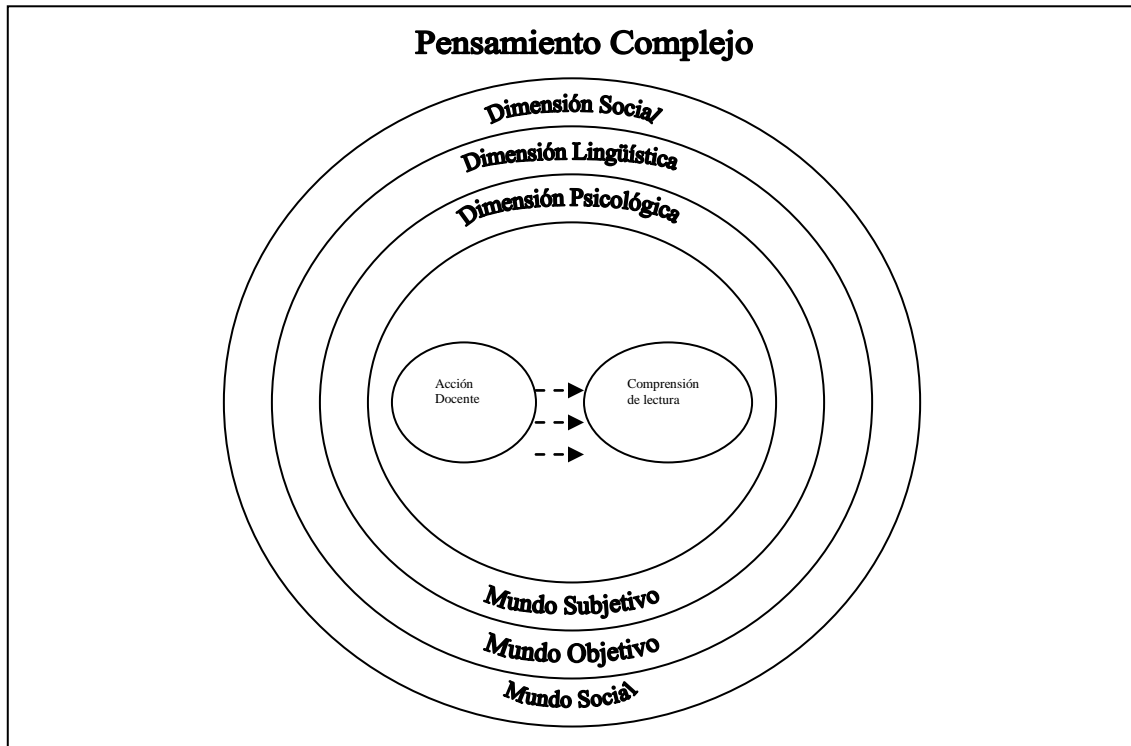 Pensamiento Complejo
Dimensión Social
Dimensión Lingüística
Dimensión Psicológica
Acción
Docente
Comprensión
de lectura
Mundo Subjetivo
Mundo Objetivo
Mundo Social